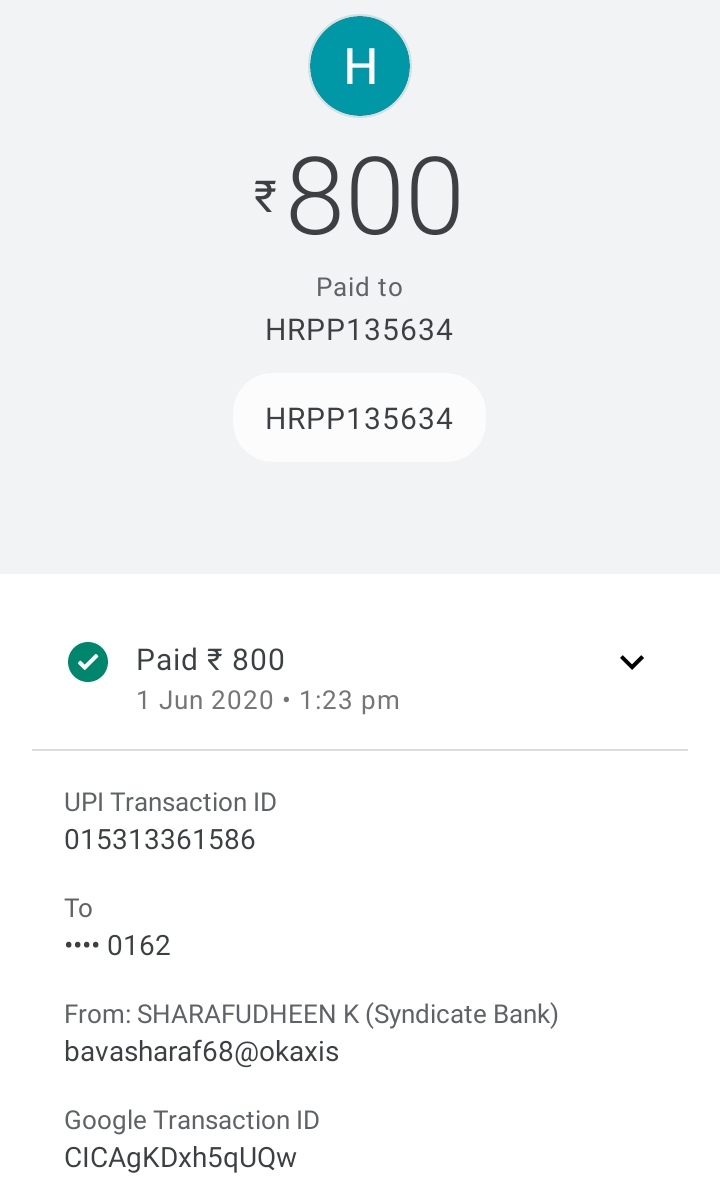 H
₹800
Paid to
HRPP135634
HRPP135634
Paid ₹ 800
1 Jun 2020 • 1:23 pm
UPI Transaction ID
015313361586
To
•••• 0162
From: SHARAFUDHEEN K (Syndicate Bank)
bavasharaf68@okaxis
Google Transaction ID
CICAgKDxh5qUQw